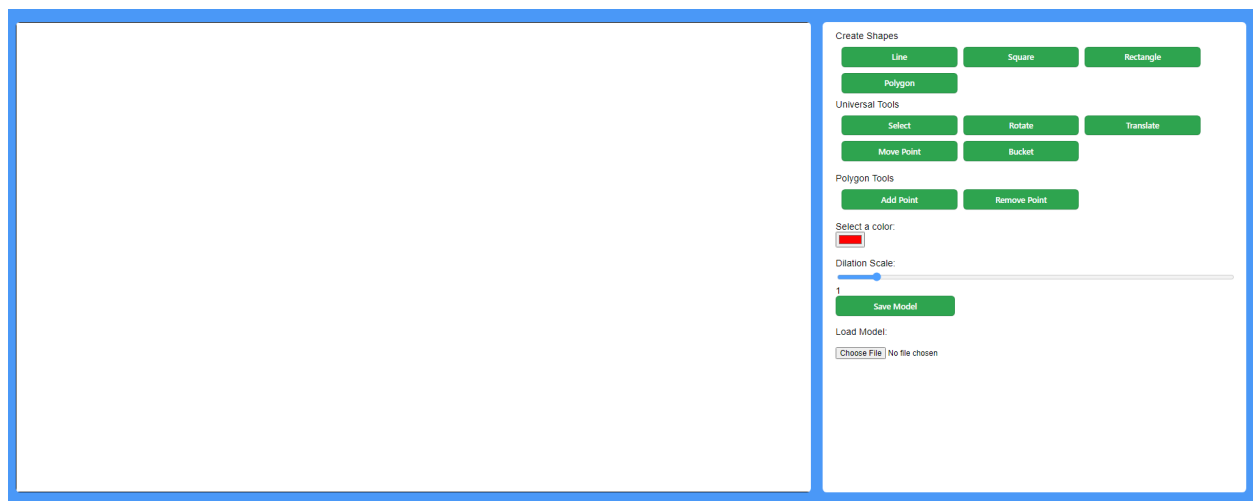 Create Shapes
Line Square Rectangle
Polygon
Universal Tools
Select Rotate Translate
Move Point Bucket
Polygon Tools
Add Point Remove Point
Select a color:
Dilation Scale:
1
Save Model
Load Model:
Choose File No file chosen